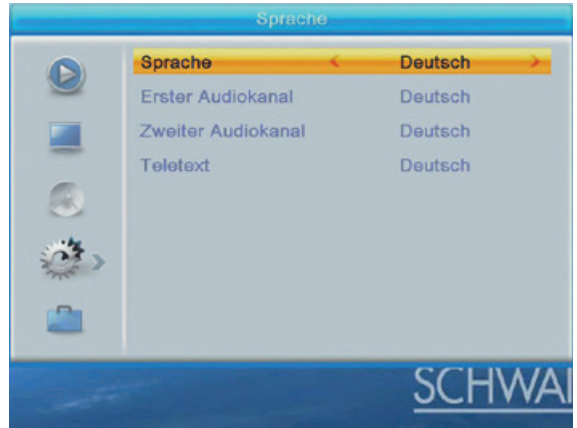 Sprache
Sprache < Deutsch >
Erster Audiokanal Deutsch
Zweiter Audiokanal Deutsch
Teletext Deutsch
SCHWAI